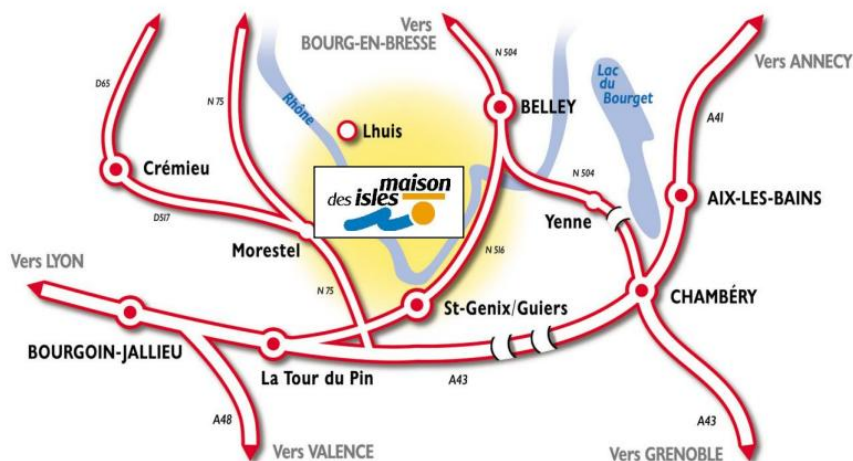 Vers
BOURG-EN-BRESSE
N 504
Vers ANNECY
Lac
du
Bourget
D65
N 75
Rhône
A41
BELLEY
Lhuis
Crémieu
N 504
maison
des isles
AIX-LES-BAINS
Yenne
D517
Morestel
N 516
Vers LYON
N 75
CHAMBÉRY
St-Genix/Guiers
BOURGOIN-JALLIEU
La Tour du Pin
A43
A48
A43
Vers VALENCE
Vers GRENOBLE